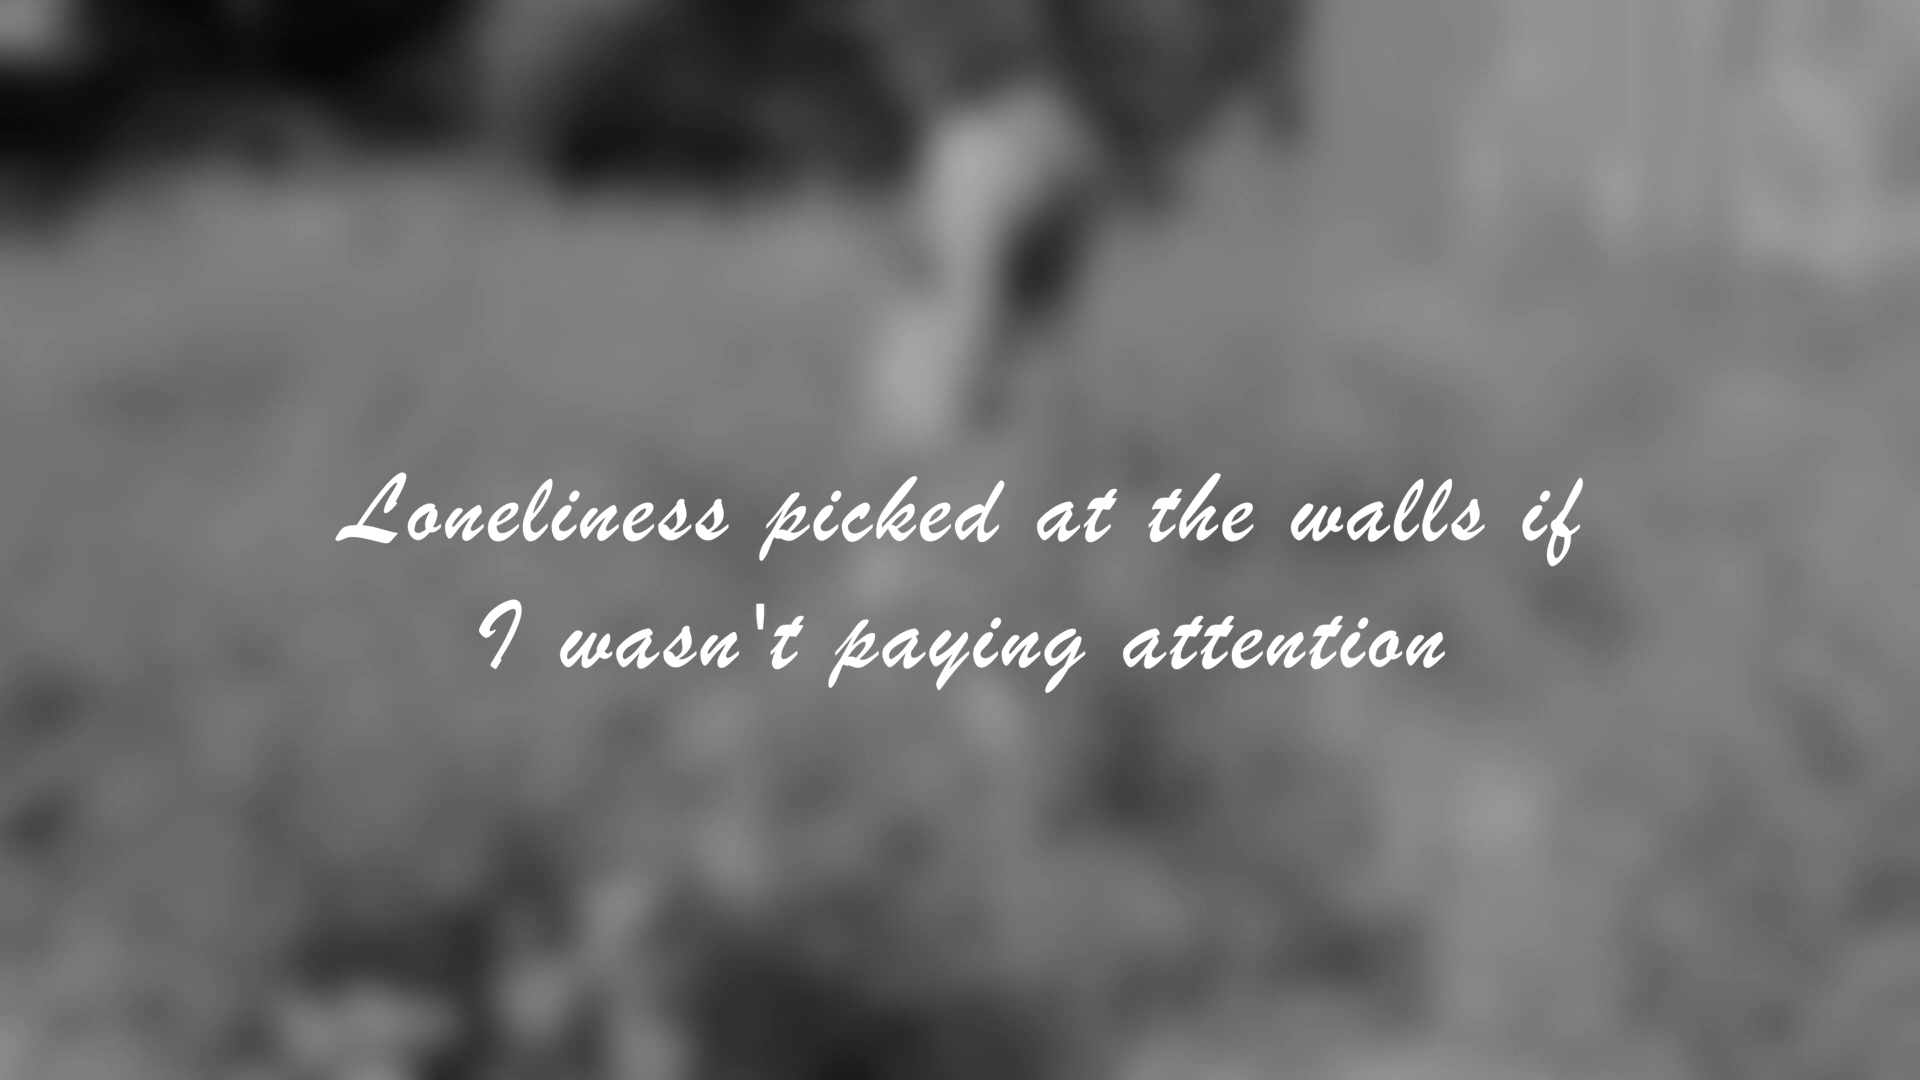 Loneliness picked at the walls if
I wasn't paying attention